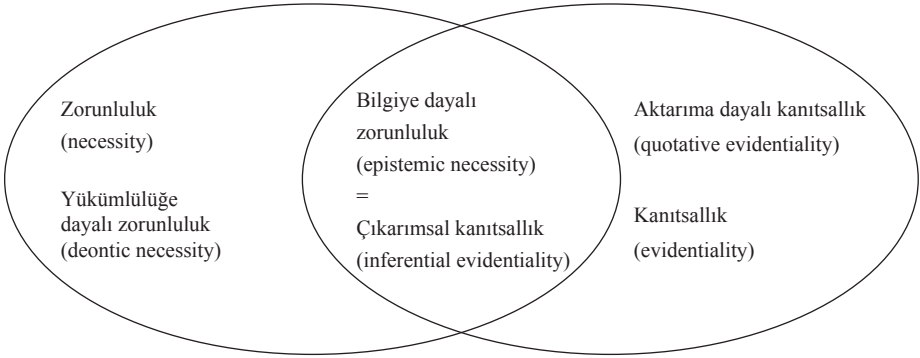 Zorunluluk
(necessity)
Yükümlülüğe
dayalı zorunluluk
(deontic necessity)
Bilgiye dayalı
zorunluluk
(epistemic necessity)
=
Çıkarımsal kanıtsallık
(inferential evidentiality)
Aktarıma dayalı kanıtsallık
(quotative evidentiality)
Kanıtsallık
(evidentiality)